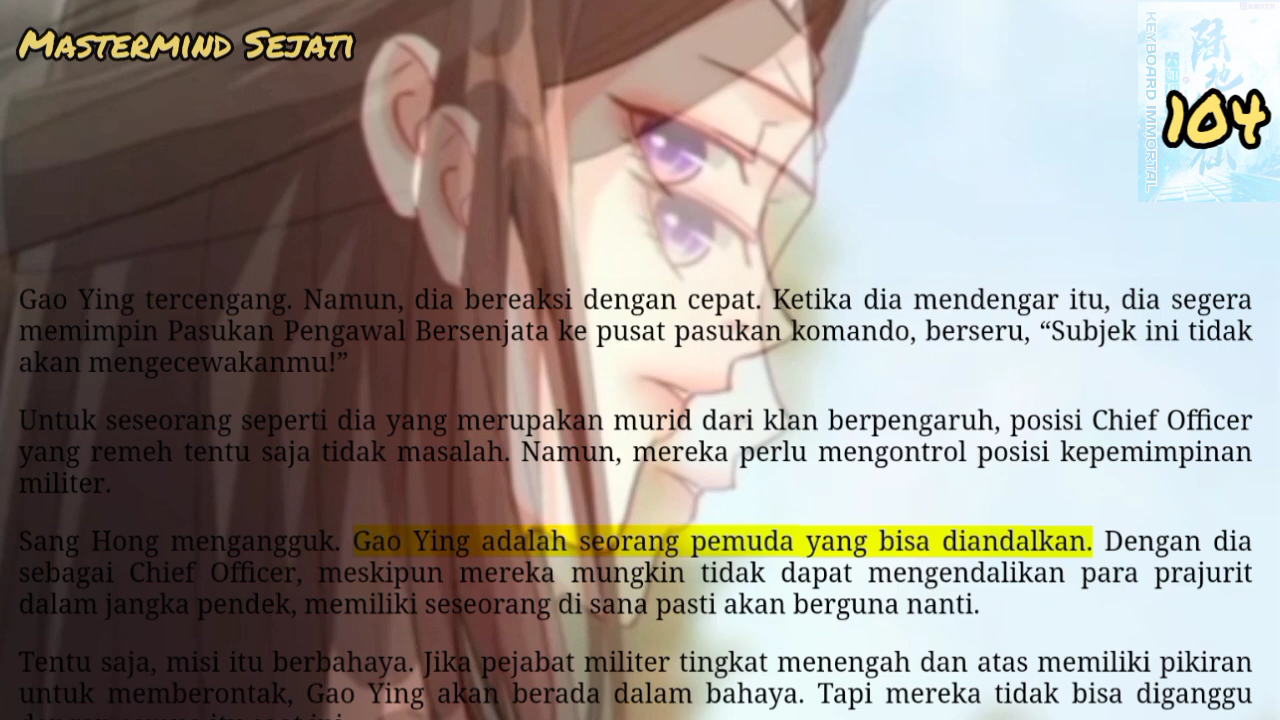 Mastermind Sejati
KEYBOARD IMMORTAL
104
Gao Ying tercengang. Namun, dia bereaksi dengan cepat. Ketika dia mendengar itu, dia segera
memimpin Pasukan Pengawal Bersenjata ke pusat pasukan komando, berseru, “Subjek ini tidak
akan mengecewakanmu!”
Untuk seseorang seperti dia yang merupakan murid dari klan berpengaruh, posisi Chief Officer
yang remeh tentu saja tidak masalah. Namun, mereka perlu mengontrol posisi kepemimpinan
militer.
Sang Hong mengangguk. Gao Ying adalah seorang pemuda yang bisa diandalkan. Dengan dia
sebagai Chief Officer, meskipun mereka mungkin tidak dapat mengendalikan para prajurit
dalam jangka pendek, memiliki seseorang di sana pasti akan berguna nanti.
Tentu saja, misi itu berbahaya. Jika pejabat militer tingkat menengah dan atas memiliki pikiran
untuk memberontak, Gao Ying akan berada dalam bahaya. Tapi mereka tidak bisa diganggu